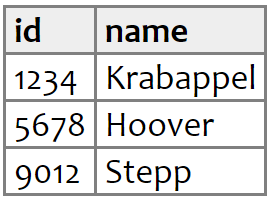 id name
1234 Krabappel
5678 Hoover
9012 Stepp